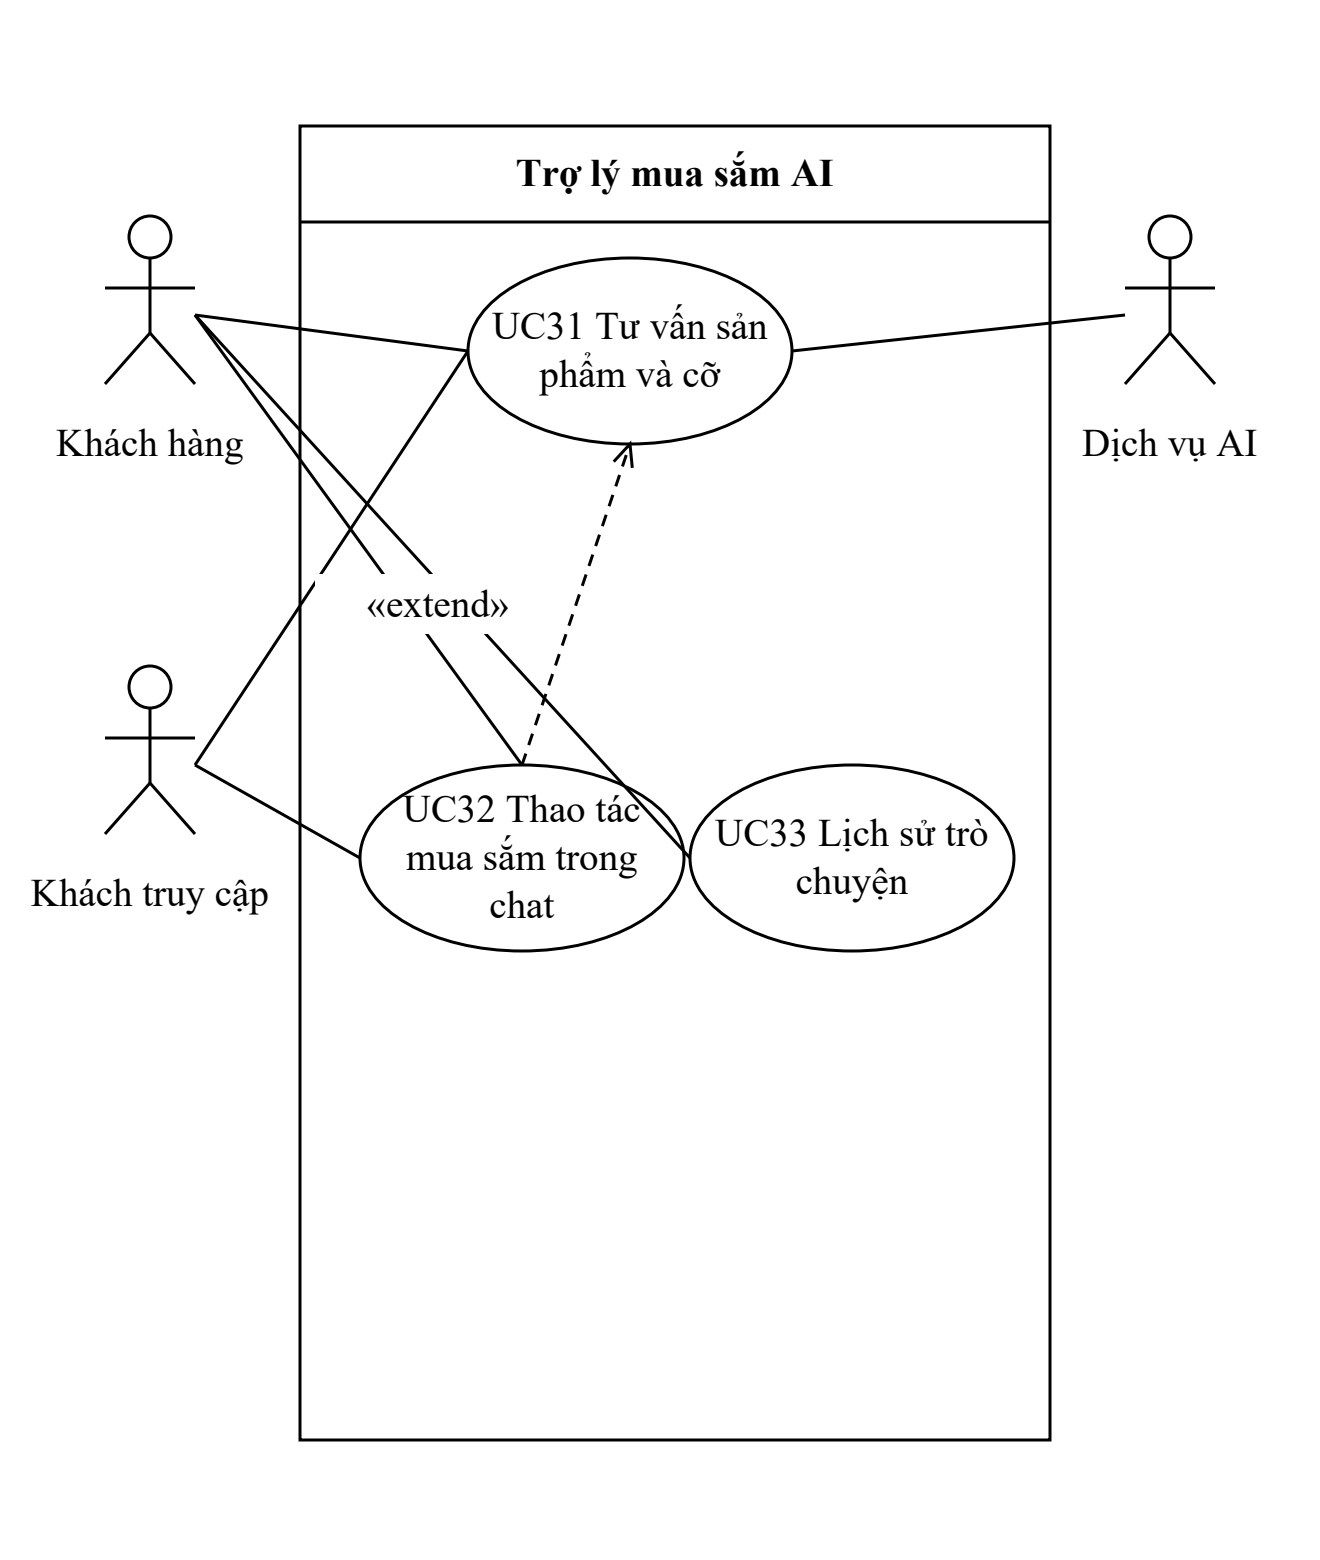 Trợ lý mua sắm AI
UC31 Tư vấn sản
phẩm và cỡ
Khách hàng
Dịch vụ AI
«extend»
UC32 Thao tác
mua sắm trong
chat
UC33 Lịch sử trò
chuyện
Khách truy cập